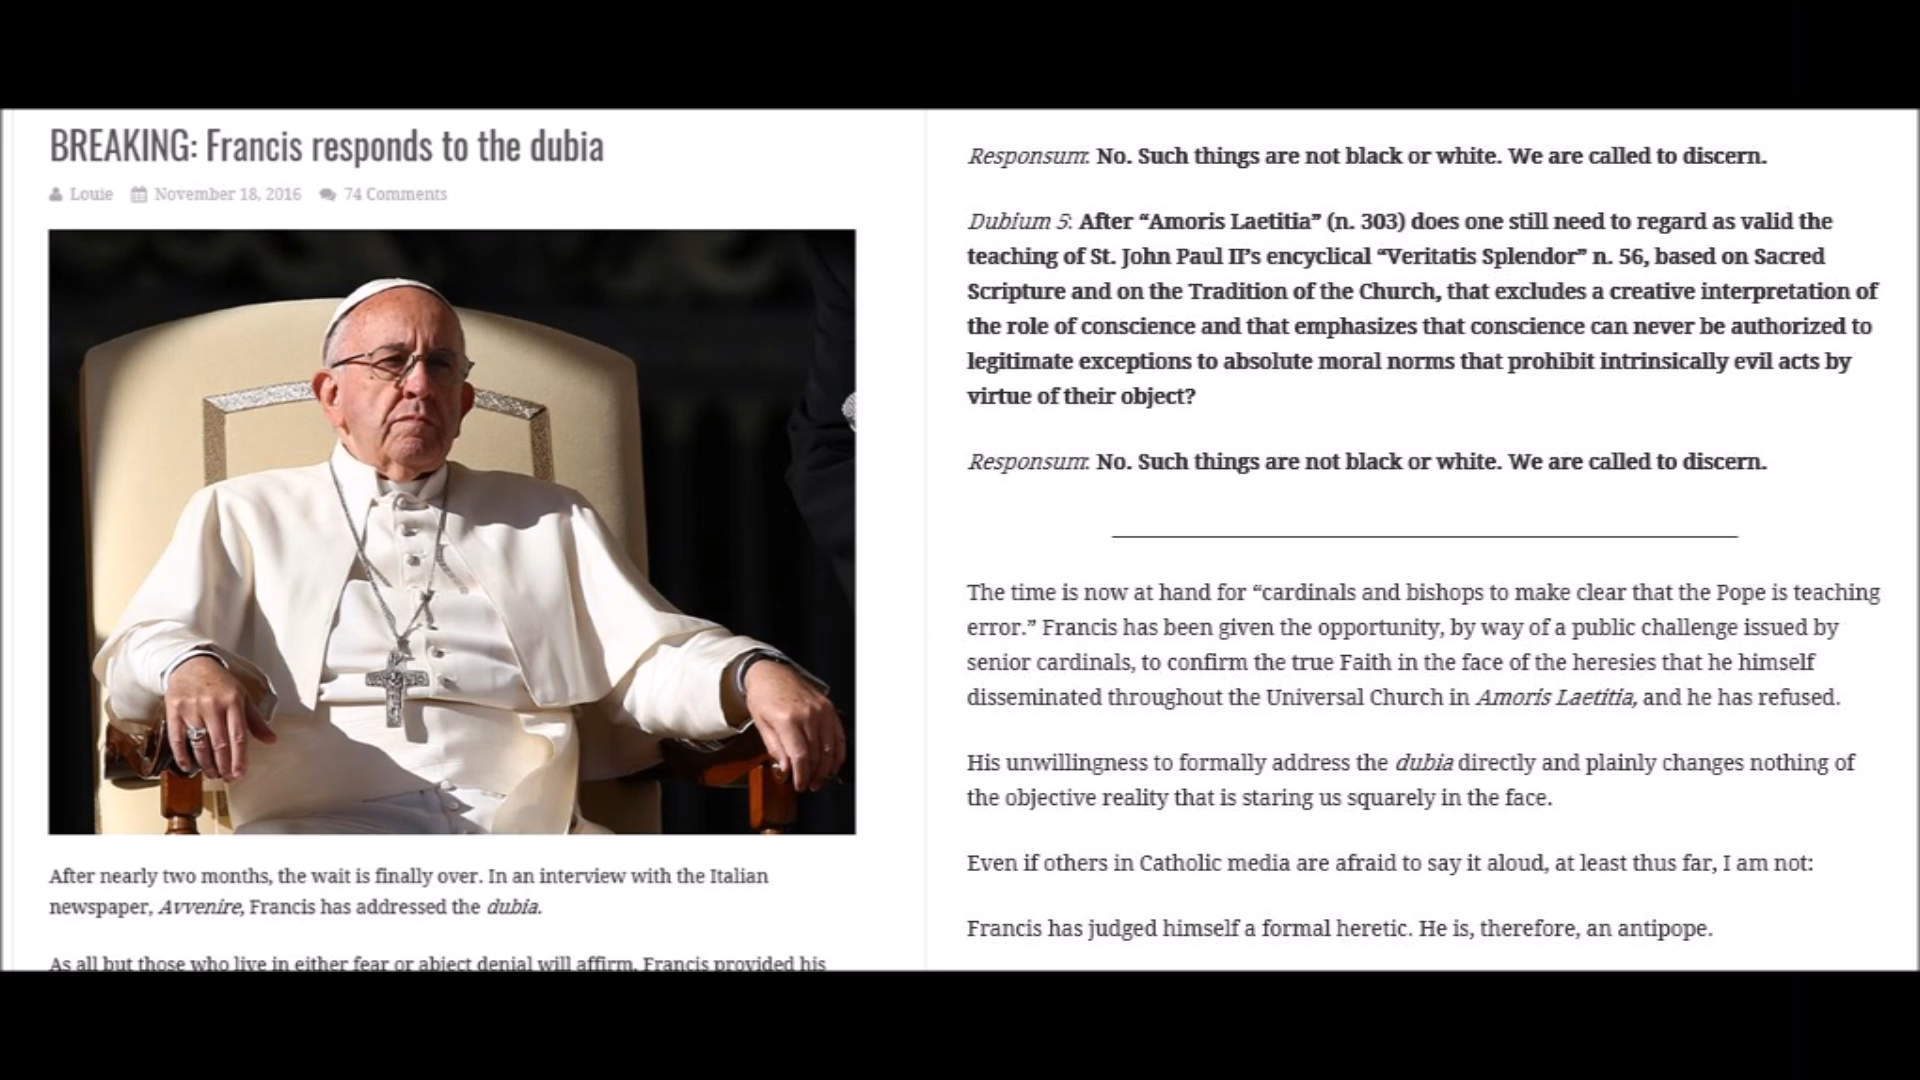 BREAKING: Francis responds to the dubia
Louie November 18, 2016 74 Comments
After nearly two months, the wait is finally over. In an interview with the Italian
newspaper, Avvenire, Francis has addressed the dubia.
As all but those who live in either fear or abject denial will affirm, Francis provided his
Responsum: No. Such things are not black or white. We are called to discern.
Dubium 5: After “Amoris Laetitia” (n. 303) does one still need to regard as valid the
teaching of St. John Paul II’s encyclical “Veritatis Splendor” n. 56, based on Sacred
Scripture and on the Tradition of the Church, that excludes a creative interpretation of
the role of conscience and that emphasizes that conscience can never be authorized to
legitimate exceptions to absolute moral norms that prohibit intrinsically evil acts by
virtue of their object?
Responsum: No. Such things are not black or white. We are called to discern.
The time is now at hand for “cardinals and bishops to make clear that the Pope is teaching
error.” Francis has been given the opportunity, by way of a public challenge issued by
senior cardinals, to confirm the true Faith in the face of the heresies that he himself
disseminated throughout the Universal Church in Amoris Laetitia, and he has refused.
His unwillingness to formally address the dubia directly and plainly changes nothing of
the objective reality that is staring us squarely in the face.
Even if others in Catholic media are afraid to say it aloud, at least thus far, I am not:
Francis has judged himself a formal heretic. He is, therefore, an antipope.